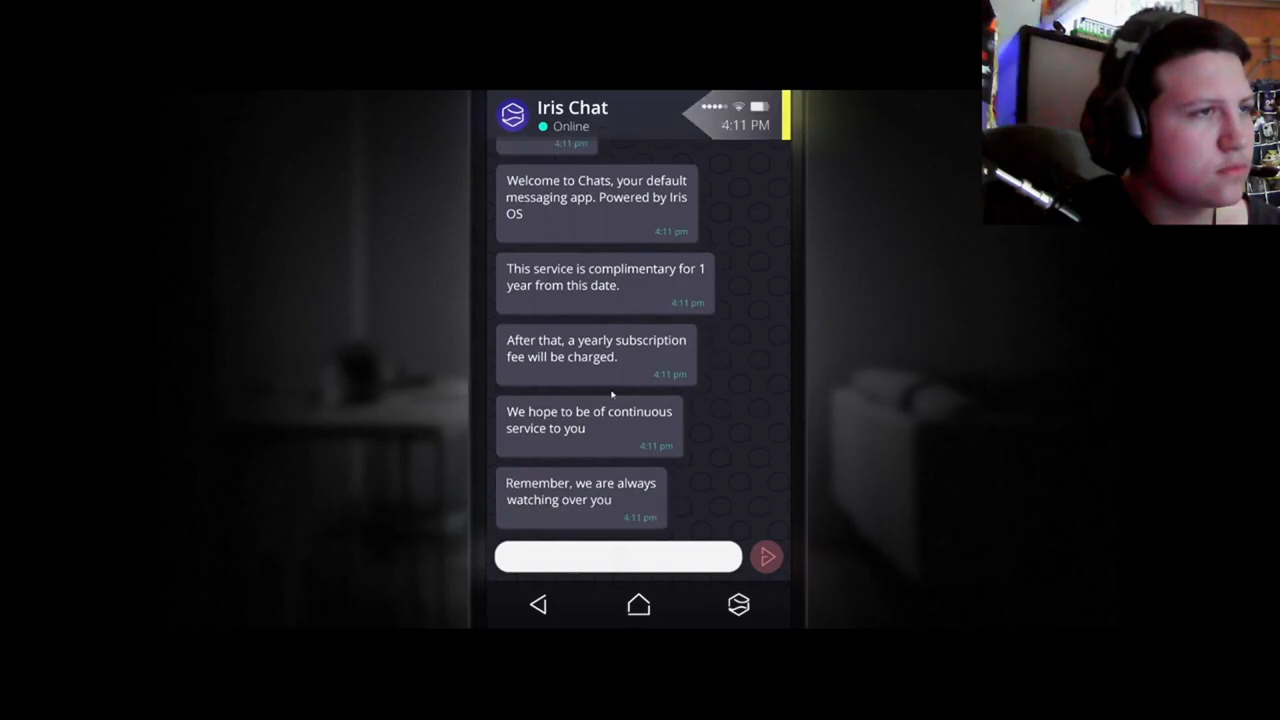 MINEC
Iris Chat
Online
4:11 PM
4:11 pm
Welcome to Chats, your default
messaging app. Powered by Iris
OS
4:11 pm
This service is complimentary for 1
year from this date.
4:11 pm
After that, a yearly subscription
fee will be charged.
4:11 pm
We hope to be of continuous
service to you
4:11 pm
Remember, we are always
watching over you
4:11 pm